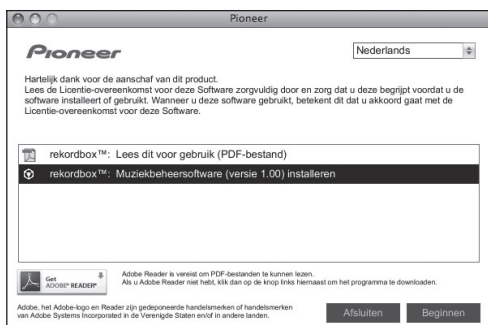 Pioneer
Pioneer
Nederlands
Hartelijk dank voor de aanschaf van dit product.
Lees de Licentie-overeenkomst voor deze Software zorgvuldig door en zorg dat u deze begrijpt voordat u de
software installeert of gebruikt. Wanneer u deze software gebruikt, betekent dit dat u akkoord gaat met de
Licentie-overeenkomst voor deze Software.
rekordbox™: Lees dit voor gebruik (PDF-bestand)
rekordbox™: Muziekbeheersoftware (versie 1.00) installeren
Get
ADOBE® READER®
Adobe Reader is vereist om PDF-bestanden te kunnen lezen.
Als u Adobe Reader niet hebt, klik dan op de knop links hiernaast om het programma te downloaden.
Adobe, het Adobe-logo en Reader zijn gedeponeerde handelsmerken of handelsmerken
van Adobe Systems Incorporated in de Verenigde Staten en/of in andere landen.
Afsluiten
Beginnen